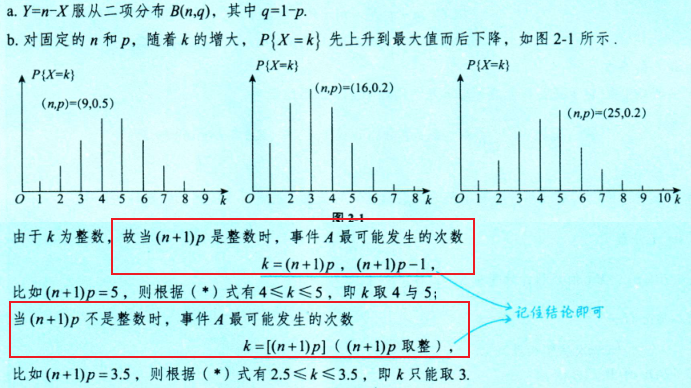 a. Y=n-X 服从二项分布 B(n,q)，其中 q=1-p.
b. 对固定的 n 和 p，随着 k 的增大，P{X=k} 先上升到最大值而后下降，如图 2-1 所示.
P{X=k}
P{X=k}
P{X=k}
(n,p)=(9,0.5)
(n,p)=(16,0.2)
(n,p)=(25,0.2)
O 1 2 3 4 5 6 7 8 9 k
O 1 2 3 4 5 6 7 8 k
O 1 2 3 4 5 6 7 8 9 10 k
图 2-1
由于 k 为整数，故当 (n+1)p 是整数时，事件 A 最可能发生的次数
k=(n+1)p，(n+1)p-1，
比如 (n+1)p=5，则根据（*）式有 4≤k≤5，即 k 取 4 与 5；
记住结论即可
当 (n+1)p 不是整数时，事件 A 最可能发生的次数
k=[(n+1)p]（(n+1)p 取整），
比如 (n+1)p=3.5，则根据（*）式有 2.5≤k≤3.5，即 k 只能取 3.